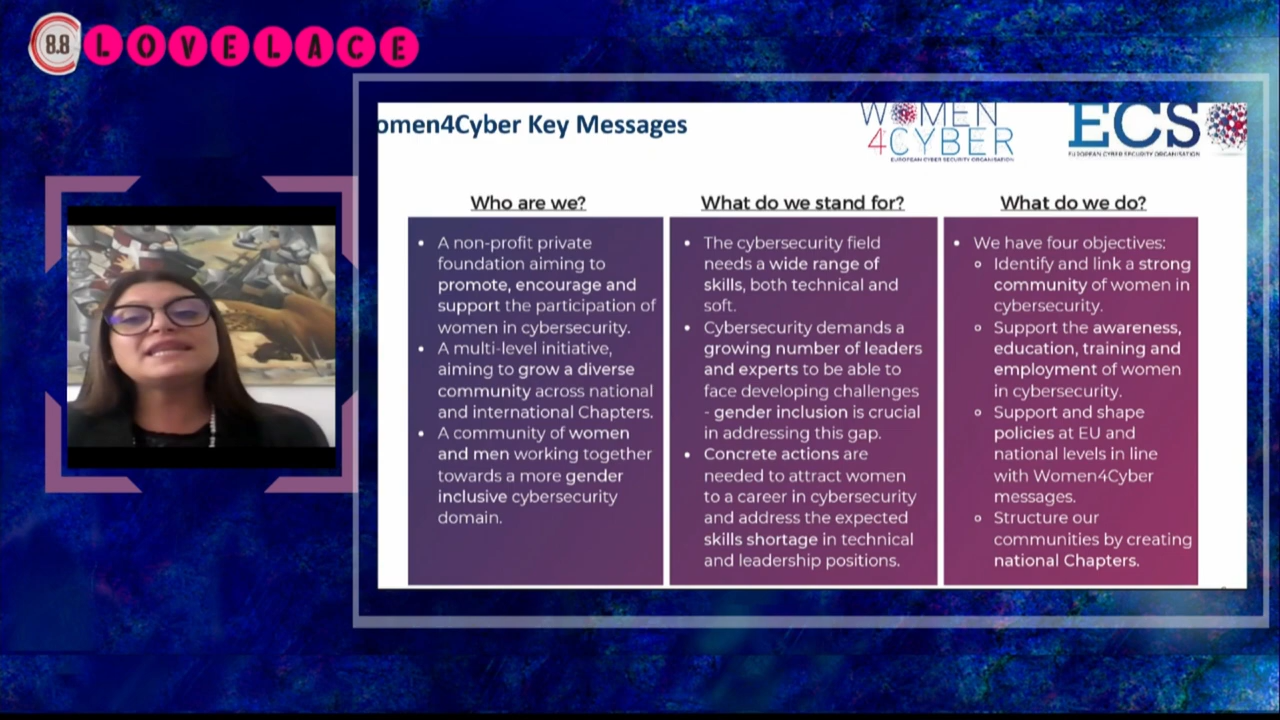 8.8 LOVELACE
omen4Cyber Key Messages
WOMEN
4CYBER
EUROPEAN CYBER SECURITY ORGANISATION
ECS
EUROPEAN CYBER SECURITY ORGANISATION
Who are we?
• A non-profit private
foundation aiming to
promote, encourage and
support the participation of
women in cybersecurity.
• A multi-level initiative,
aiming to grow a diverse
community across national
and international Chapters.
• A community of women
and men working together
towards a more gender
inclusive cybersecurity
domain.
What do we stand for?
• The cybersecurity field
needs a wide range of
skills, both technical and
soft.
• Cybersecurity demands a
growing number of leaders
and experts to be able to
face developing challenges
- gender inclusion is crucial
in addressing this gap.
• Concrete actions are
needed to attract women
to a career in cybersecurity
and address the expected
skills shortage in technical
and leadership positions.
What do we do?
• We have four objectives:
o Identify and link a strong
community of women in
cybersecurity.
o Support the awareness,
education, training and
employment of women
in cybersecurity.
o Support and shape
policies at EU and
national levels in line
with Women4Cyber
messages.
o Structure our
communities by creating
national Chapters.